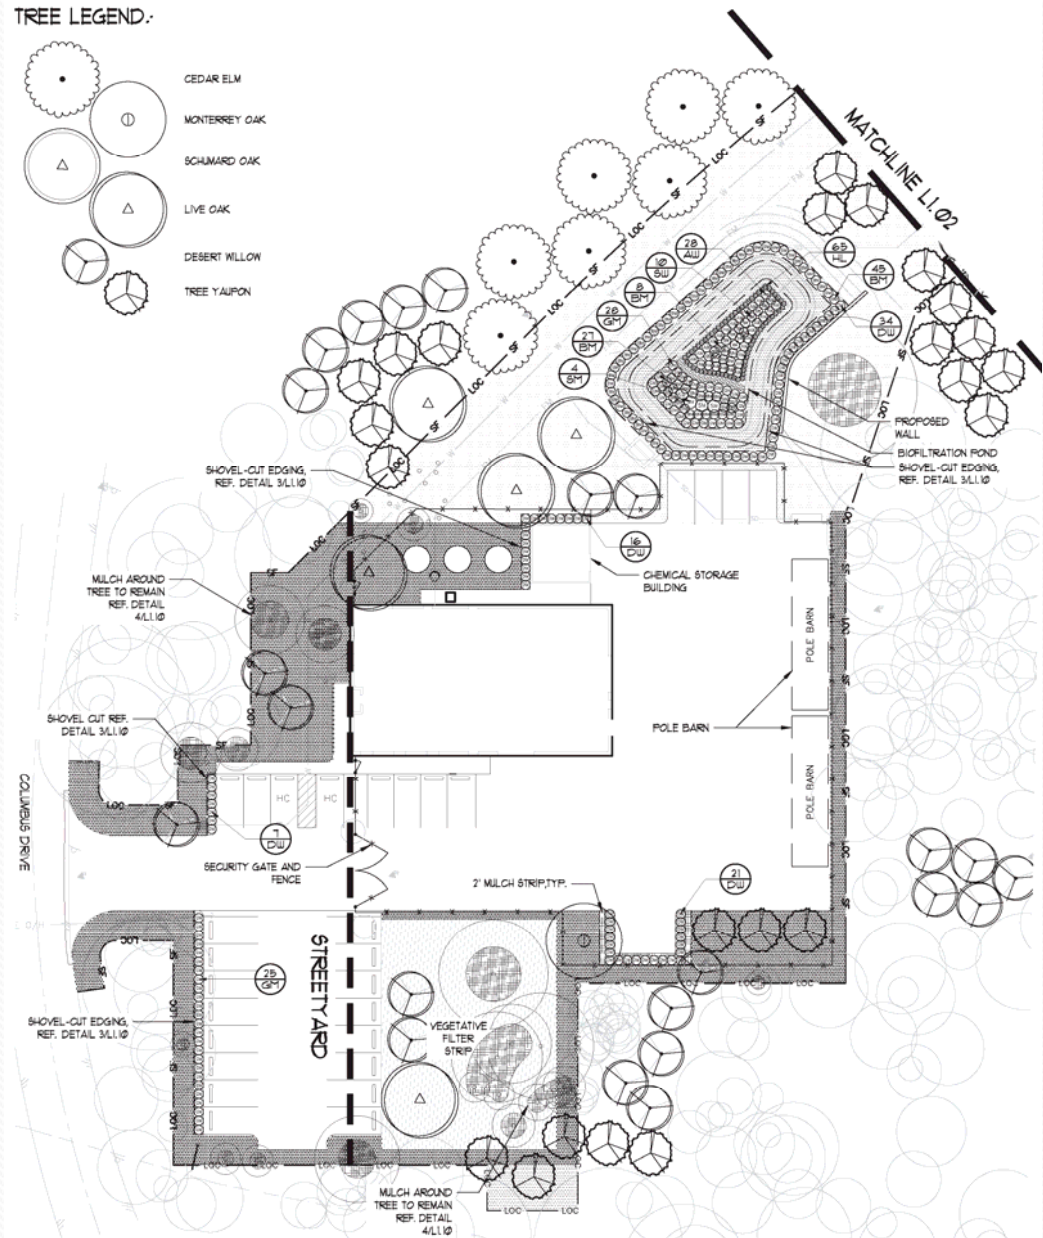 TREE LEGEND:
CEDAR ELM
MONTERREY OAK
SCHUMARD OAK
LIVE OAK
DESERT WILLOW
TREE YAUPON
MATCHLINE L1.02
LOC
SF
28
AW
10
SW
8
BM
26
GM
27
BM
4
SM
65
HL
45
BM
34
DW
PROPOSED
WALL
BIOFILTRATION POND
SHOVEL-CUT EDGING,
REF. DETAIL 3/L1.10
SHOVEL-CUT EDGING,
REF. DETAIL 3/L1.10
16
DW
CHEMICAL STORAGE
BUILDING
MULCH AROUND
TREE TO REMAIN
REF. DETAIL
4/L1.10
POLE BARN
POLE BARN
POLE BARN
SHOVEL CUT REF.
DETAIL 3/L1.10
COLUMBUS DRIVE
HC
HC
7
DW
SECURITY GATE AND
FENCE
2' MULCH STRIP, TYP.
21
DW
STREETYARD
25
GM
SHOVEL-CUT EDGING,
REF. DETAIL 3/L1.10
VEGETATIVE
FILTER
STRIP
MULCH AROUND
TREE TO REMAIN
REF. DETAIL
4/L1.10
LOC
LOC